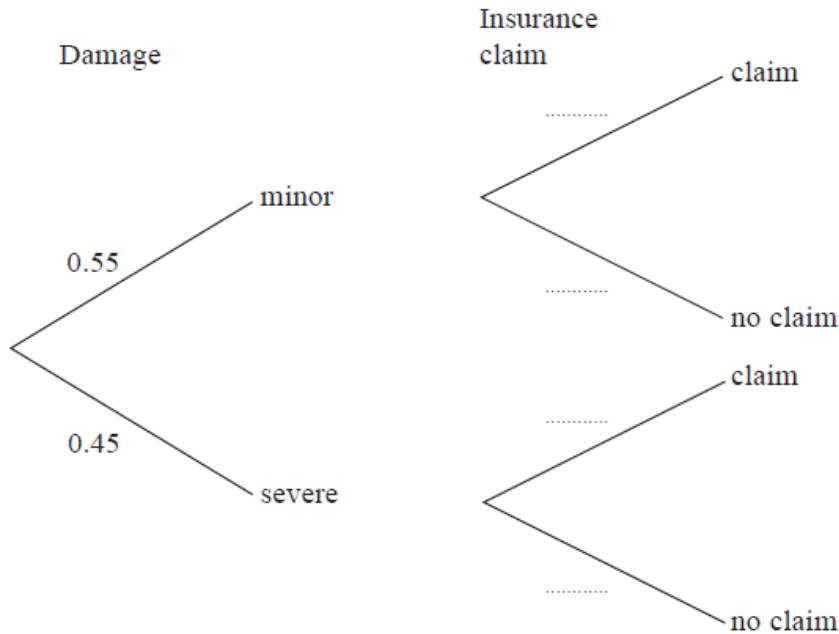 Damage
Insurance
claim
claim
minor
0.55
no claim
claim
0.45
severe
no claim